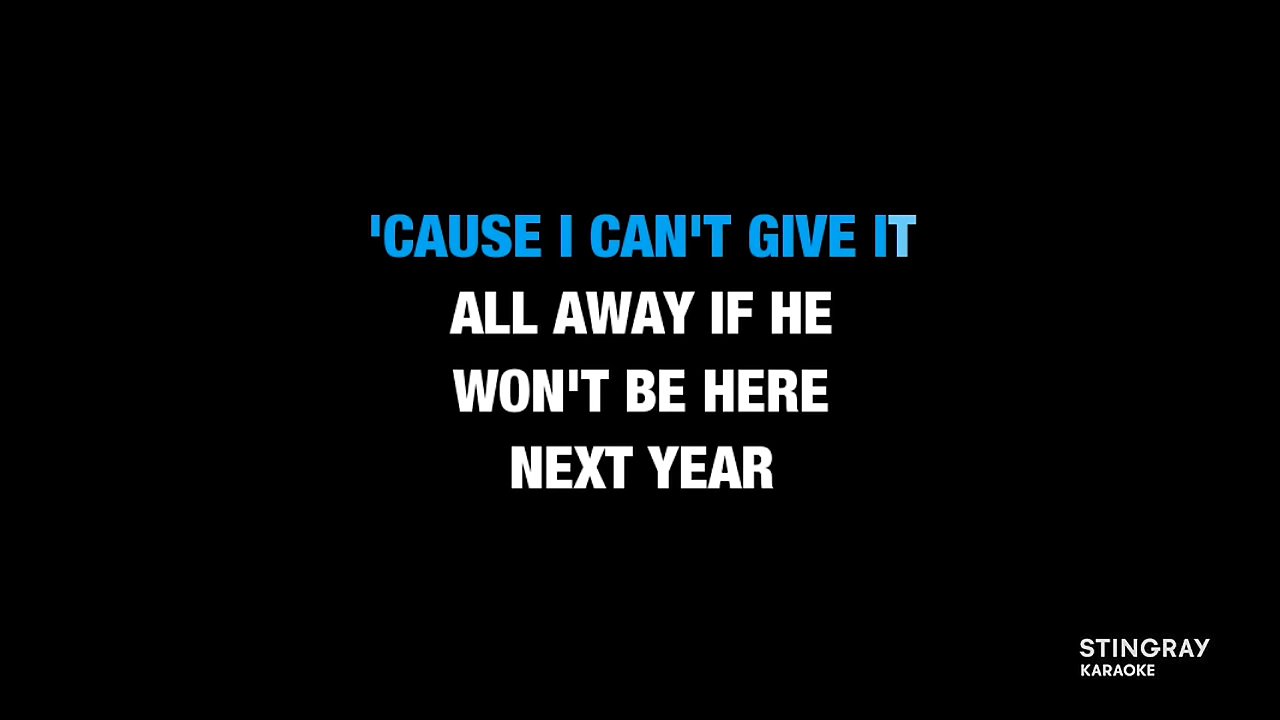 'CAUSE I CAN'T GIVE IT
ALL AWAY IF HE
WON'T BE HERE
NEXT YEAR
STINGRAY
KARAOKE